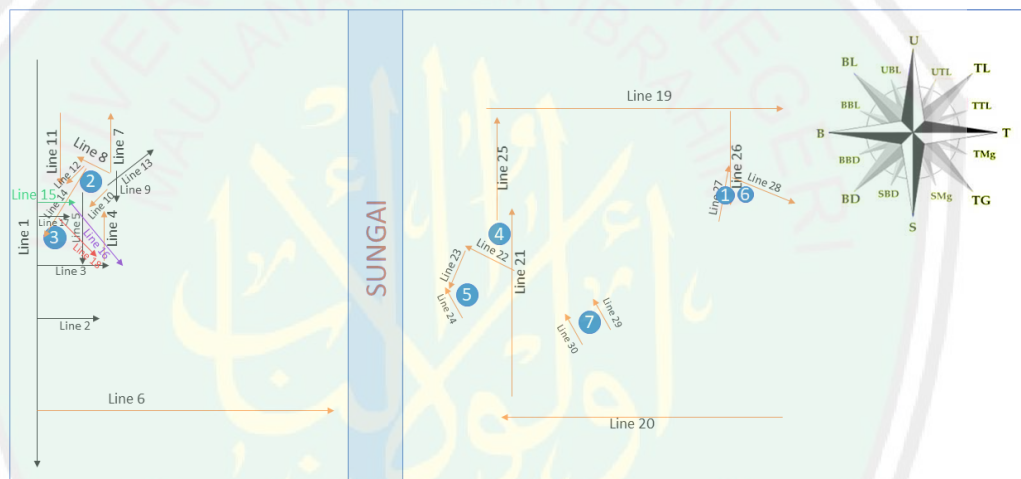 UNIVERSITY
MAULANA
IBRAHIM
Line 19
U
BL
UBL
UTL
TL
BBL
TTL
B
T
BBD
TMg
BD
SBD
SMg
TG
S
Line 11
Line 8
Line 7
Line 12
2
Line 13
Line 9
Line 15
Line 14
Line 10
Line 17
Line 5
Line 4
3
Line 16
Line 18
Line 3
Line 1
Line 2
Line 6
SUNGAI
Line 25
4
Line 22
Line 21
Line 23
5
Line 24
Line 26
1
6
Line 27
Line 28
7
Line 29
Line 30
Line 20